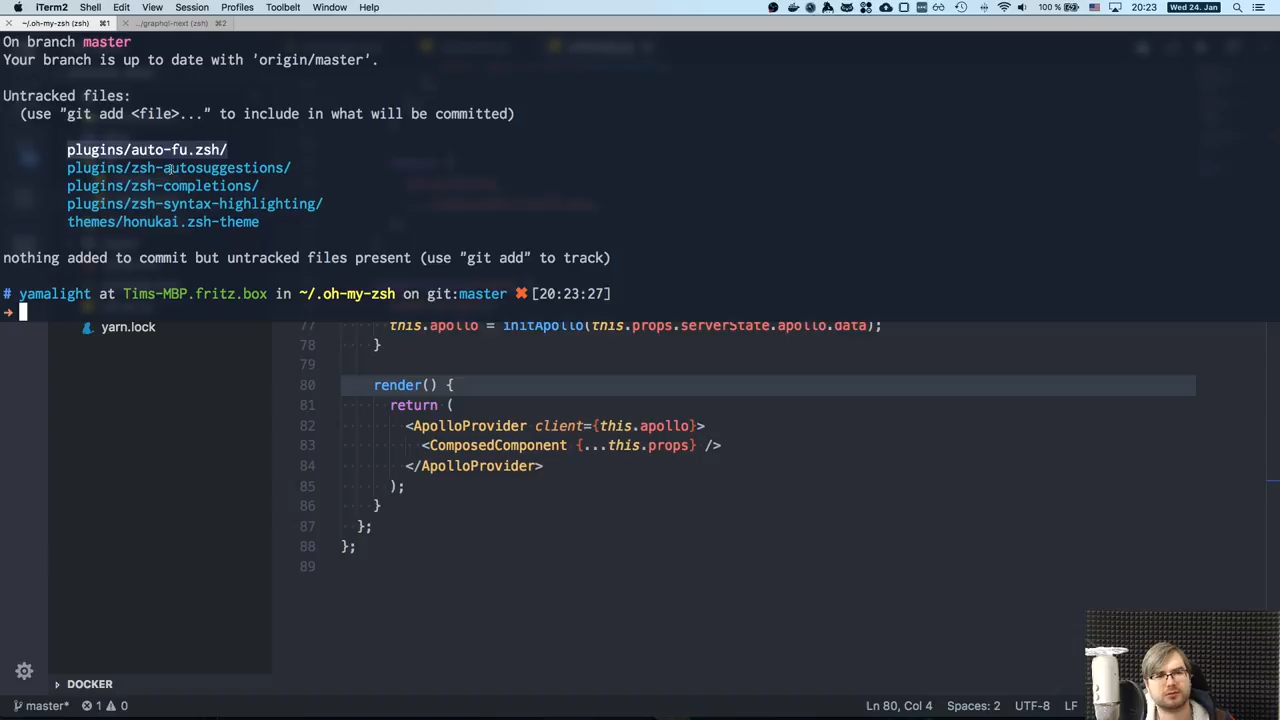 iTerm2 Shell Edit View Session Profiles Toolbelt Window Help 100 % 20:23 Wed 24. Jan
~/.oh-my-zsh (zsh) ⌘1 ../graphql-next (zsh) ⌘2
On branch master
Your branch is up to date with 'origin/master'.
Untracked files:
(use "git add <file>..." to include in what will be committed)
plugins/auto-fu.zsh/
plugins/zsh-autosuggestions/
plugins/zsh-completions/
plugins/zsh-syntax-highlighting/
themes/honukai.zsh-theme
nothing added to commit but untracked files present (use "git add" to track)
# yamalight at Tims-MBP.fritz.box in ~/.oh-my-zsh on git:master ✖ [20:23:27]
➜
yarn.lock
77 this.apollo = initApollo(this.props.serverState.apollo.data);
78 }
79
80 render() {
81 return (
82 <ApolloProvider client={this.apollo}>
83 <ComposedComponent {...this.props} />
84 </ApolloProvider>
85 );
86 }
87 };
88 };
89
DOCKER
master* 1 0 Ln 80, Col 4 Spaces: 2 UTF-8 LF